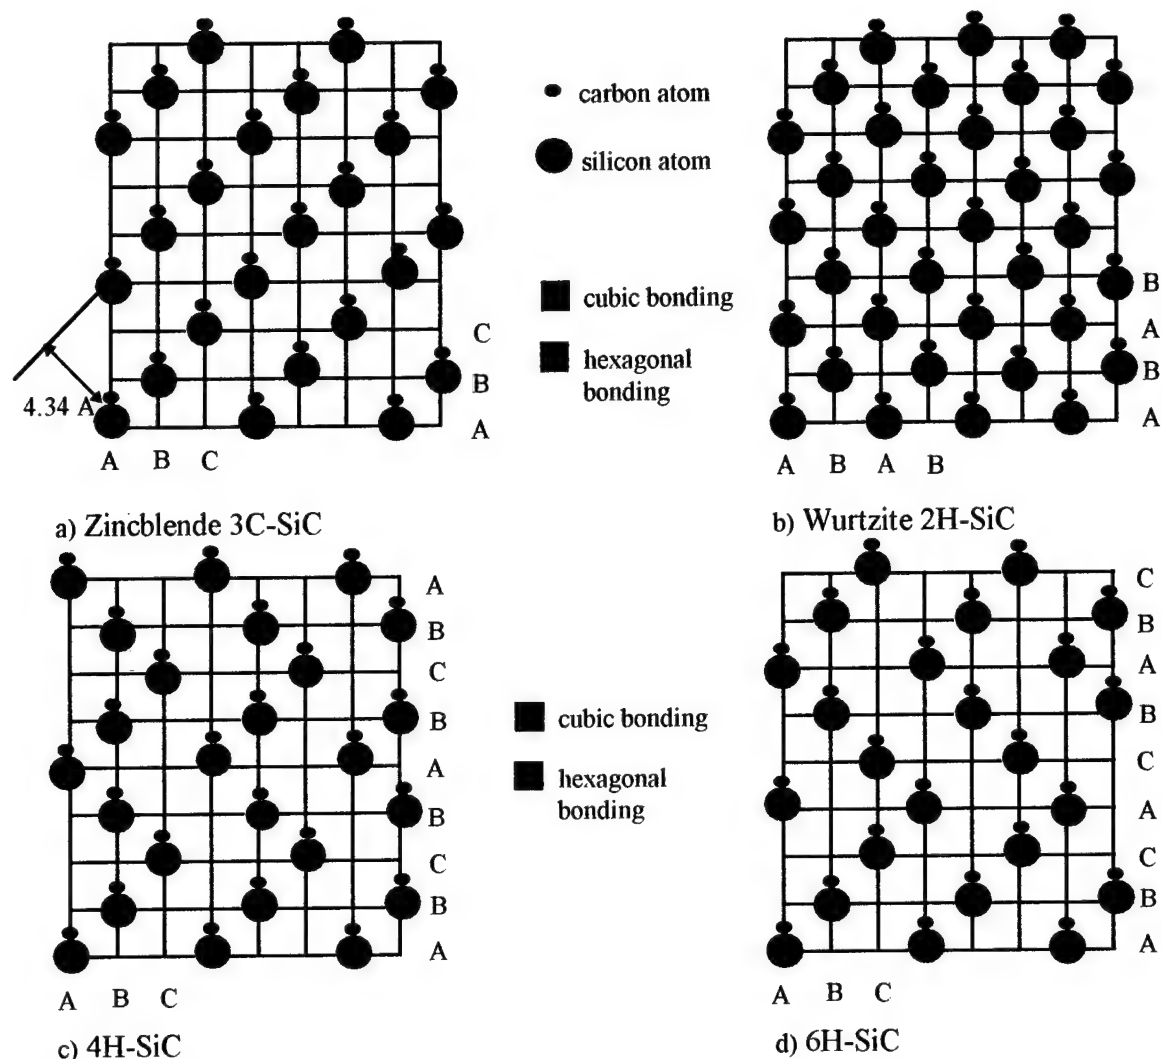 carbon atom
silicon atom
cubic bonding
hexagonal
bonding
4.34 A
C
B
A
A B C
a) Zincblende 3C-SiC
B
A
B
A
A B A B
b) Wurtzite 2H-SiC
A
B
C
B
A
B
C
B
A
A B C
c) 4H-SiC
cubic bonding
hexagonal
bonding
C
B
A
B
C
A
C
B
A
A B C
d) 6H-SiC